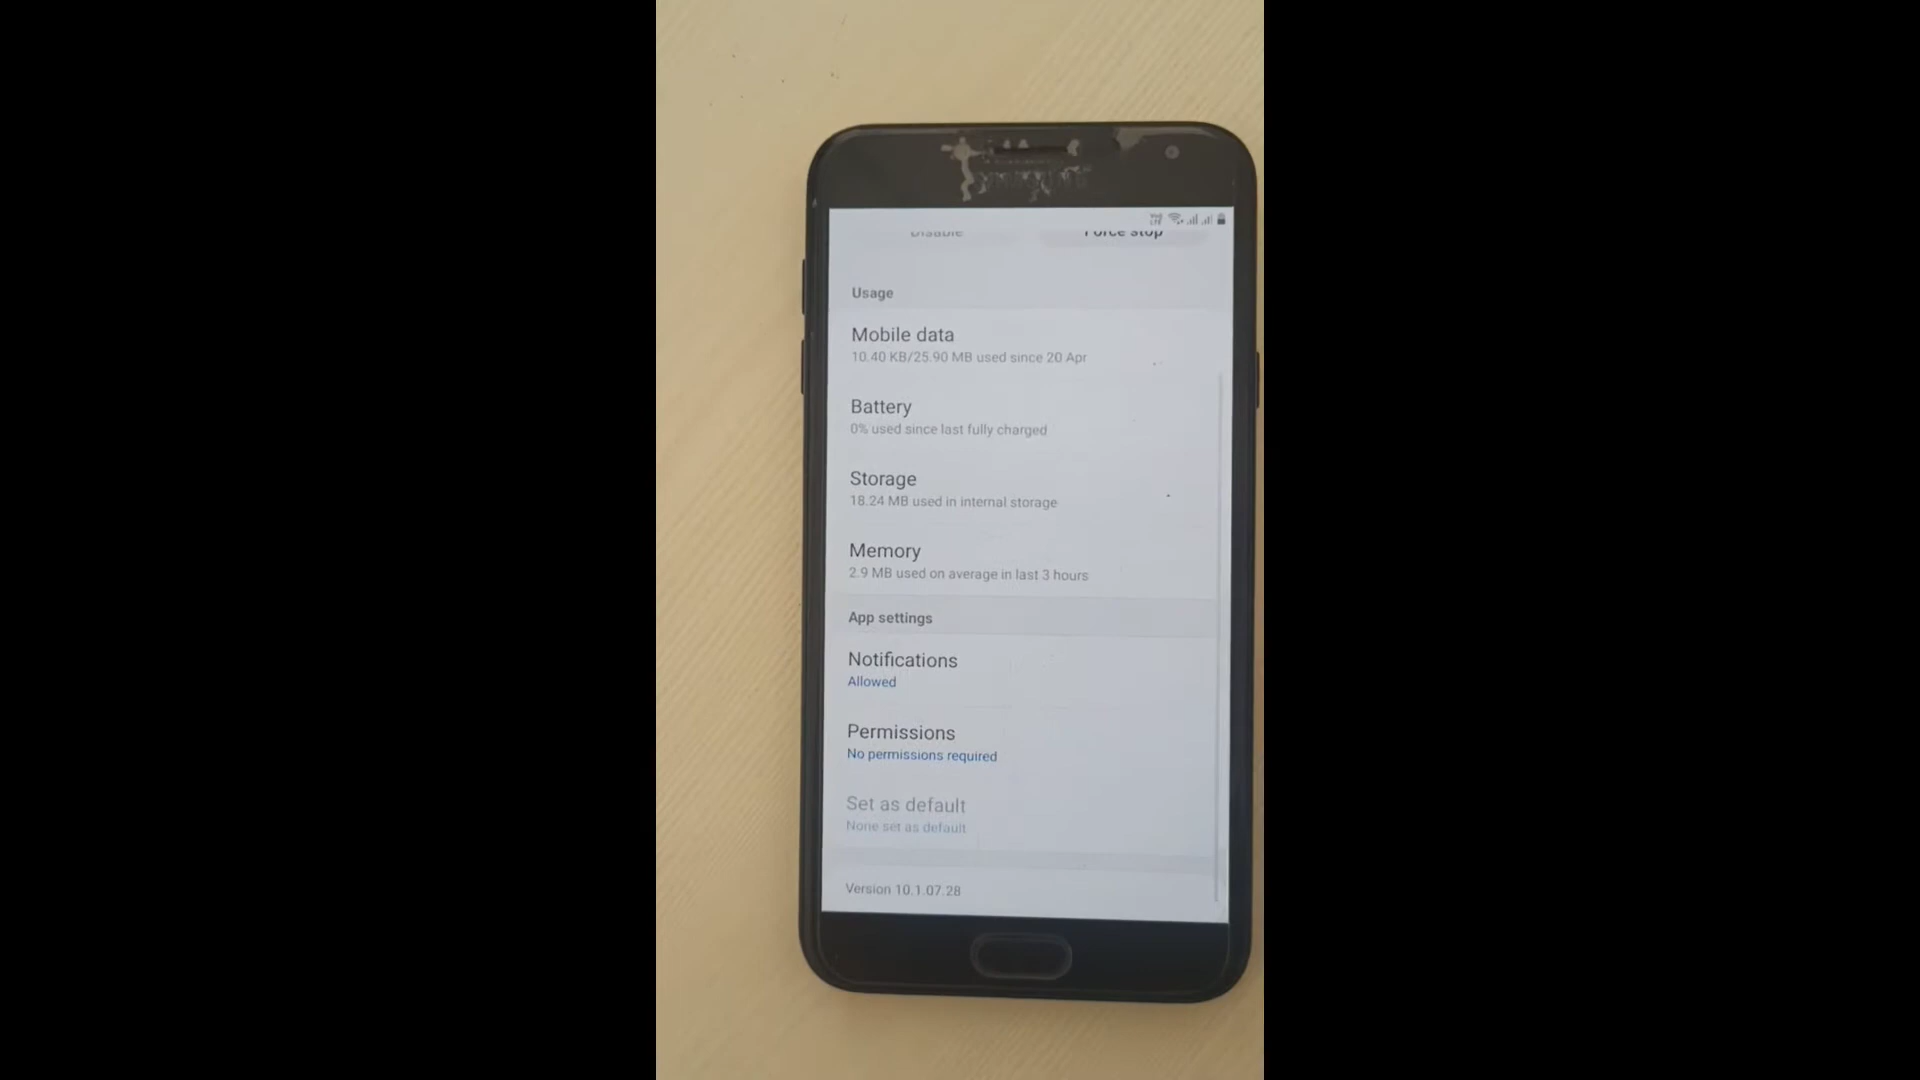 Disable
Force stop
Usage
Mobile data
10.40 KB/25.90 MB used since 20 Apr
Battery
0% used since last fully charged
Storage
18.24 MB used in internal storage
Memory
2.9 MB used on average in last 3 hours
App settings
Notifications
Allowed
Permissions
No permissions required
Set as default
None set as default
Version 10.1.07.28